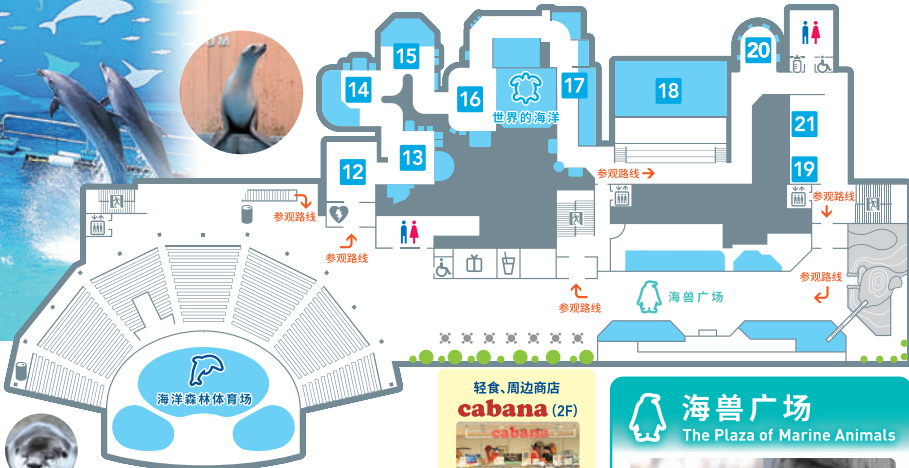 UM
15
14
16
17
18
20
世界的海洋
13
12
21
19
参观路线
参观路线
参观路线
参观路线
参观路线
参观路线
海兽广场
海洋森林体育场
轻食、周边商店
cabana (2F)
cabana
海兽广场
The Plaza of Marine Animals